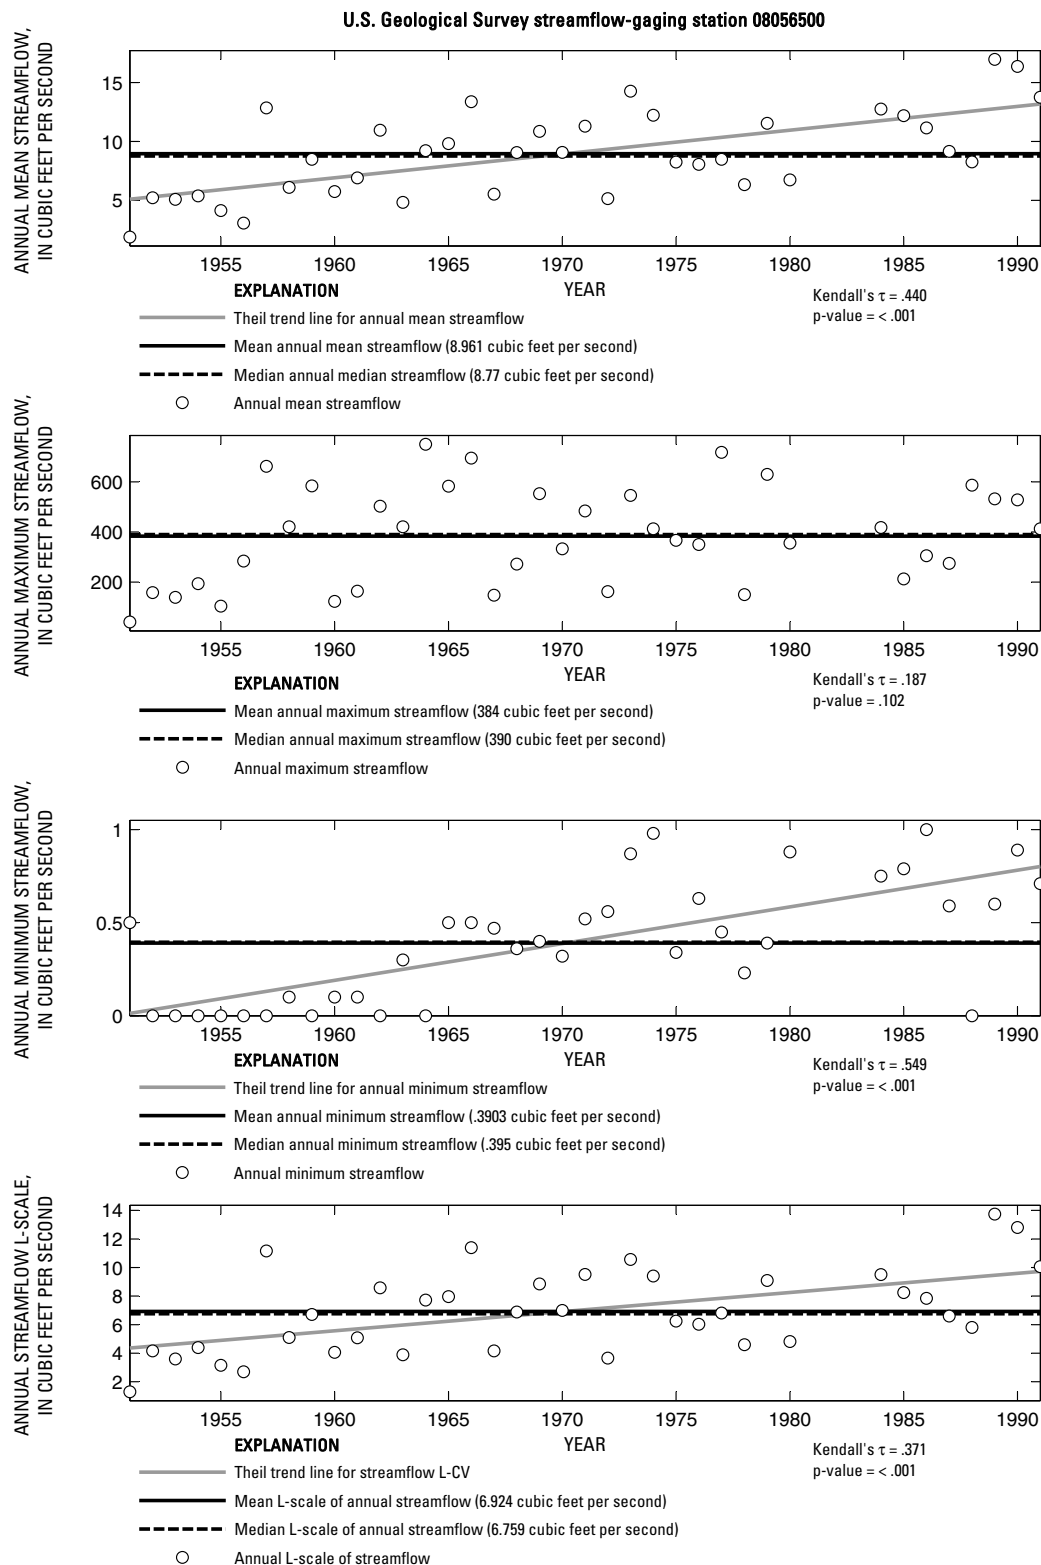 U.S. Geological Survey streamflow-gaging station 08056500
ANNUAL MEAN STREAMFLOW,
IN CUBIC FEET PER SECOND
15
10
5
1955 1960 1965 1970 1975 1980 1985 1990
YEAR
EXPLANATION
Theil trend line for annual mean streamflow
Mean annual mean streamflow (8.961 cubic feet per second)
Median annual median streamflow (8.77 cubic feet per second)
Annual mean streamflow
Kendall's τ = .440
p-value = < .001
ANNUAL MAXIMUM STREAMFLOW,
IN CUBIC FEET PER SECOND
600
400
200
1955 1960 1965 1970 1975 1980 1985 1990
YEAR
EXPLANATION
Mean annual maximum streamflow (384 cubic feet per second)
Median annual maximum streamflow (390 cubic feet per second)
Annual maximum streamflow
Kendall's τ = .187
p-value = .102
ANNUAL MINIMUM STREAMFLOW,
IN CUBIC FEET PER SECOND
1
0.5
0
1955 1960 1965 1970 1975 1980 1985 1990
YEAR
EXPLANATION
Theil trend line for annual minimum streamflow
Mean annual minimum streamflow (.3903 cubic feet per second)
Median annual minimum streamflow (.395 cubic feet per second)
Annual minimum streamflow
Kendall's τ = .549
p-value = < .001
ANNUAL STREAMFLOW L-SCALE,
IN CUBIC FEET PER SECOND
14
12
10
8
6
4
2
1955 1960 1965 1970 1975 1980 1985 1990
YEAR
EXPLANATION
Theil trend line for streamflow L-CV
Mean L-scale of annual streamflow (6.924 cubic feet per second)
Median L-scale of annual streamflow (6.759 cubic feet per second)
Annual L-scale of streamflow
Kendall's τ = .371
p-value = < .001